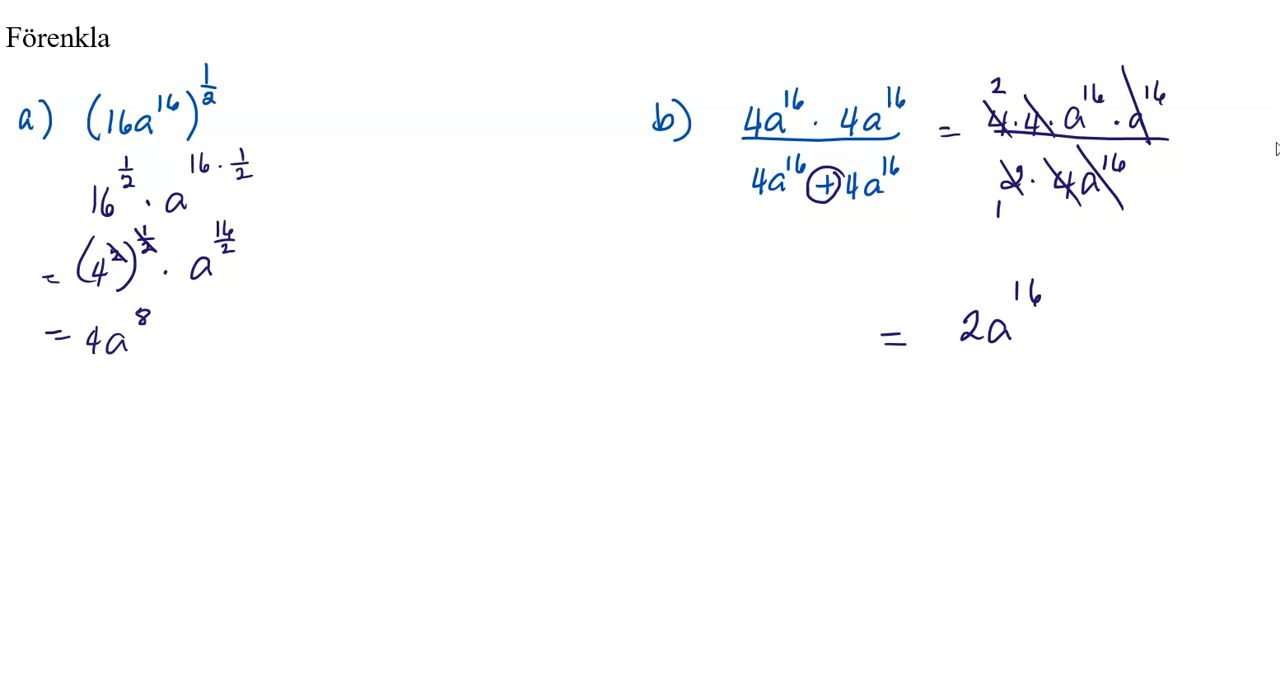 Förenkla
a) (16a^16)^(1/2)
16^(1/2) · a^(16 · 1/2)
= (4^2)^(1/2) · a^(16/2)
= 4a^8
b) (4a^16 · 4a^16)/(4a^16 + 4a^16) = (4 · 4 · a^16 · a^16)/(2 · 4a^16) 2 1
= 2a^16